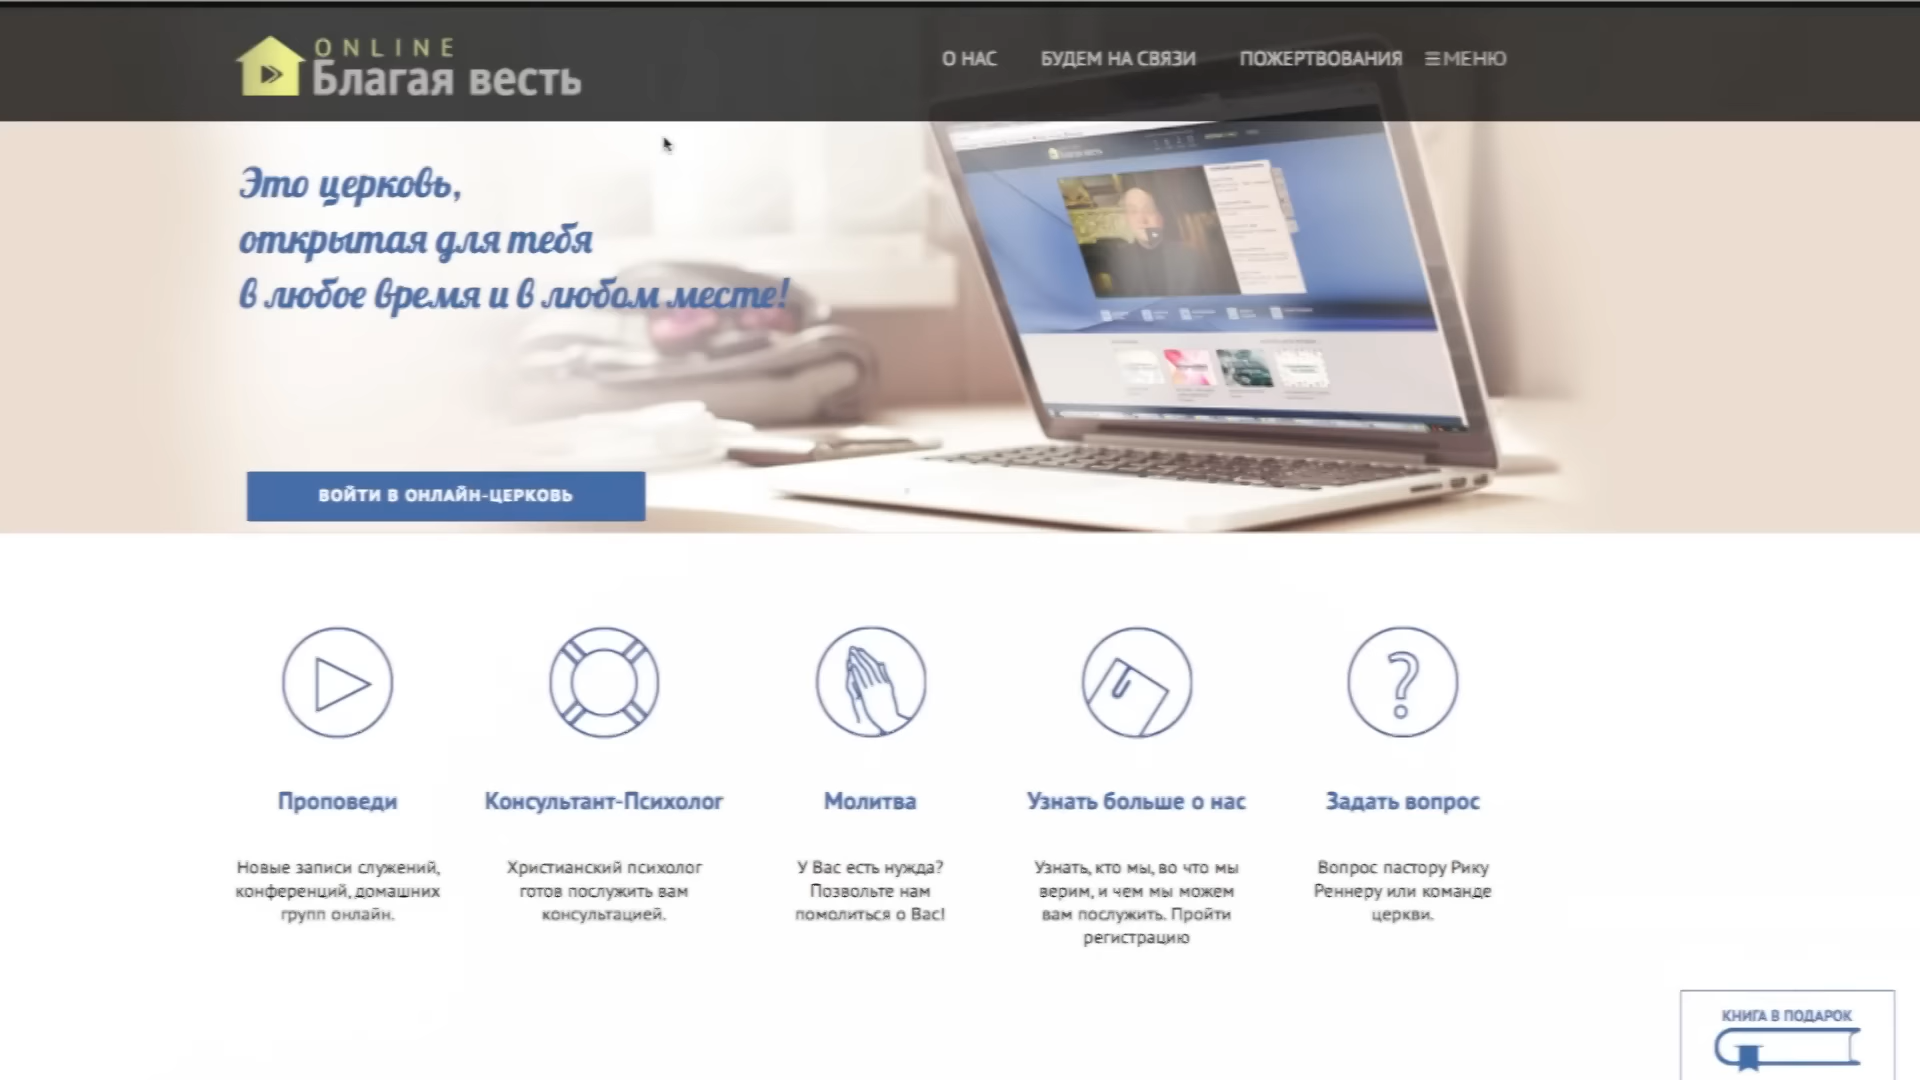 ONLINE
Благая весть
О НАС
БУДЕМ НА СВЯЗИ
ПОЖЕРТВОВАНИЯ
МЕНЮ
Это церковь,
открытая для тебя
в любое время и в любом месте!
ВОЙТИ В ОНЛАЙН-ЦЕРКОВЬ
Проповеди
Новые записи служений,
конференций, домашних
групп онлайн.
Консультант-Психолог
Христианский психолог
готов послужить вам
консультацией.
Молитва
У Вас есть нужда?
Позвольте нам
помолиться о Вас!
Узнать больше о нас
Узнать, кто мы, во что мы
верим, и чем мы можем
вам послужить. Пройти
регистрацию
Задать вопрос
Вопрос пастору Рику
Реннеру или команде
церкви.
КНИГА В ПОДАРОК